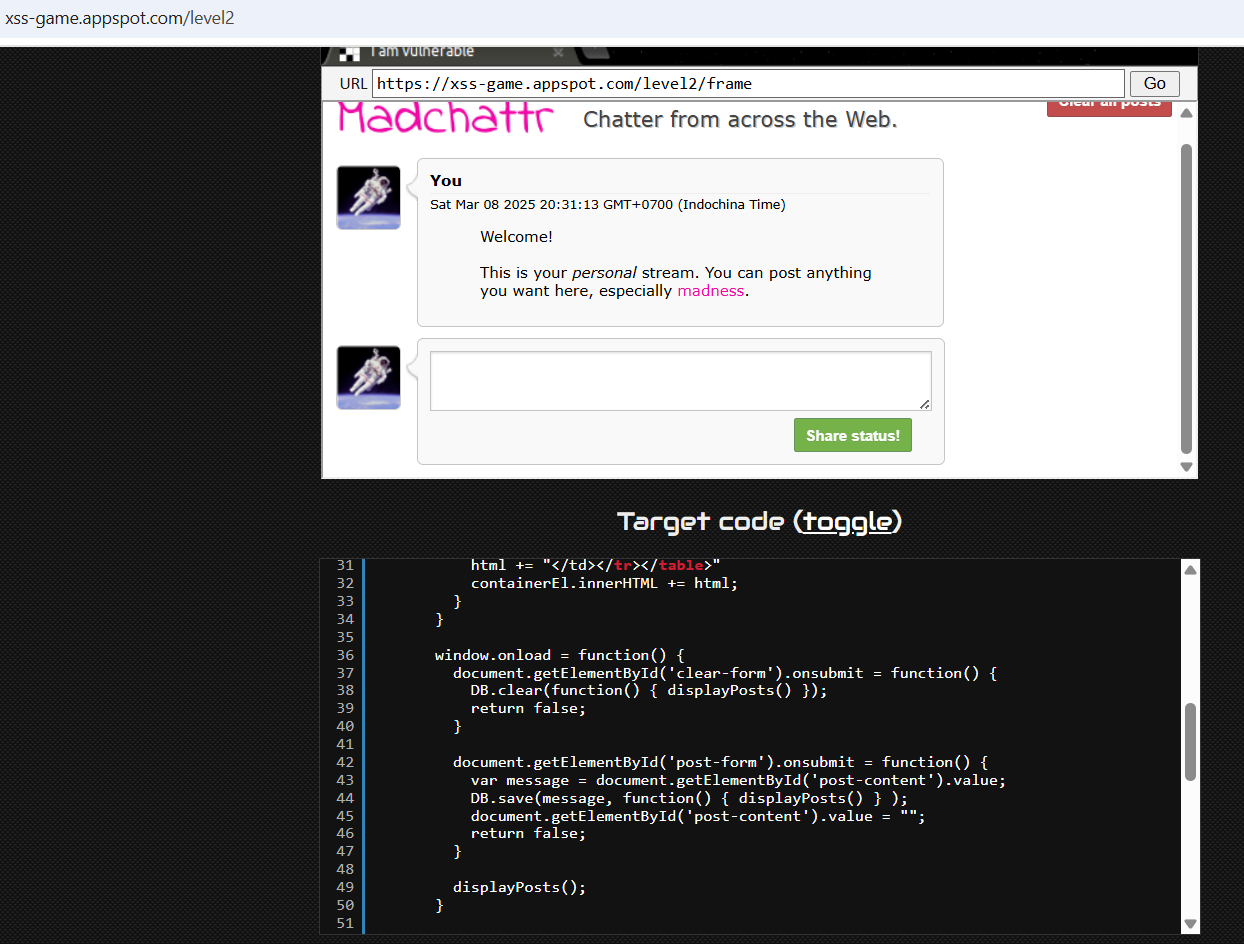 xss-game.appspot.com/level2
I am vulnerable
URL https://xss-game.appspot.com/level2/frame Go
Madchattr Chatter from across the Web. Clear all posts
You
Sat Mar 08 2025 20:31:13 GMT+0700 (Indochina Time)
Welcome!
This is your personal stream. You can post anything
you want here, especially madness.
Share status!
Target code (toggle)
31 html += "</td></tr></table>"
32 containerEl.innerHTML += html;
33 }
34 }
35
36 window.onload = function() {
37 document.getElementById('clear-form').onsubmit = function() {
38 DB.clear(function() { displayPosts() });
39 return false;
40 }
41
42 document.getElementById('post-form').onsubmit = function() {
43 var message = document.getElementById('post-content').value;
44 DB.save(message, function() { displayPosts() } );
45 document.getElementById('post-content').value = "";
46 return false;
47 }
48
49 displayPosts();
50 }
51